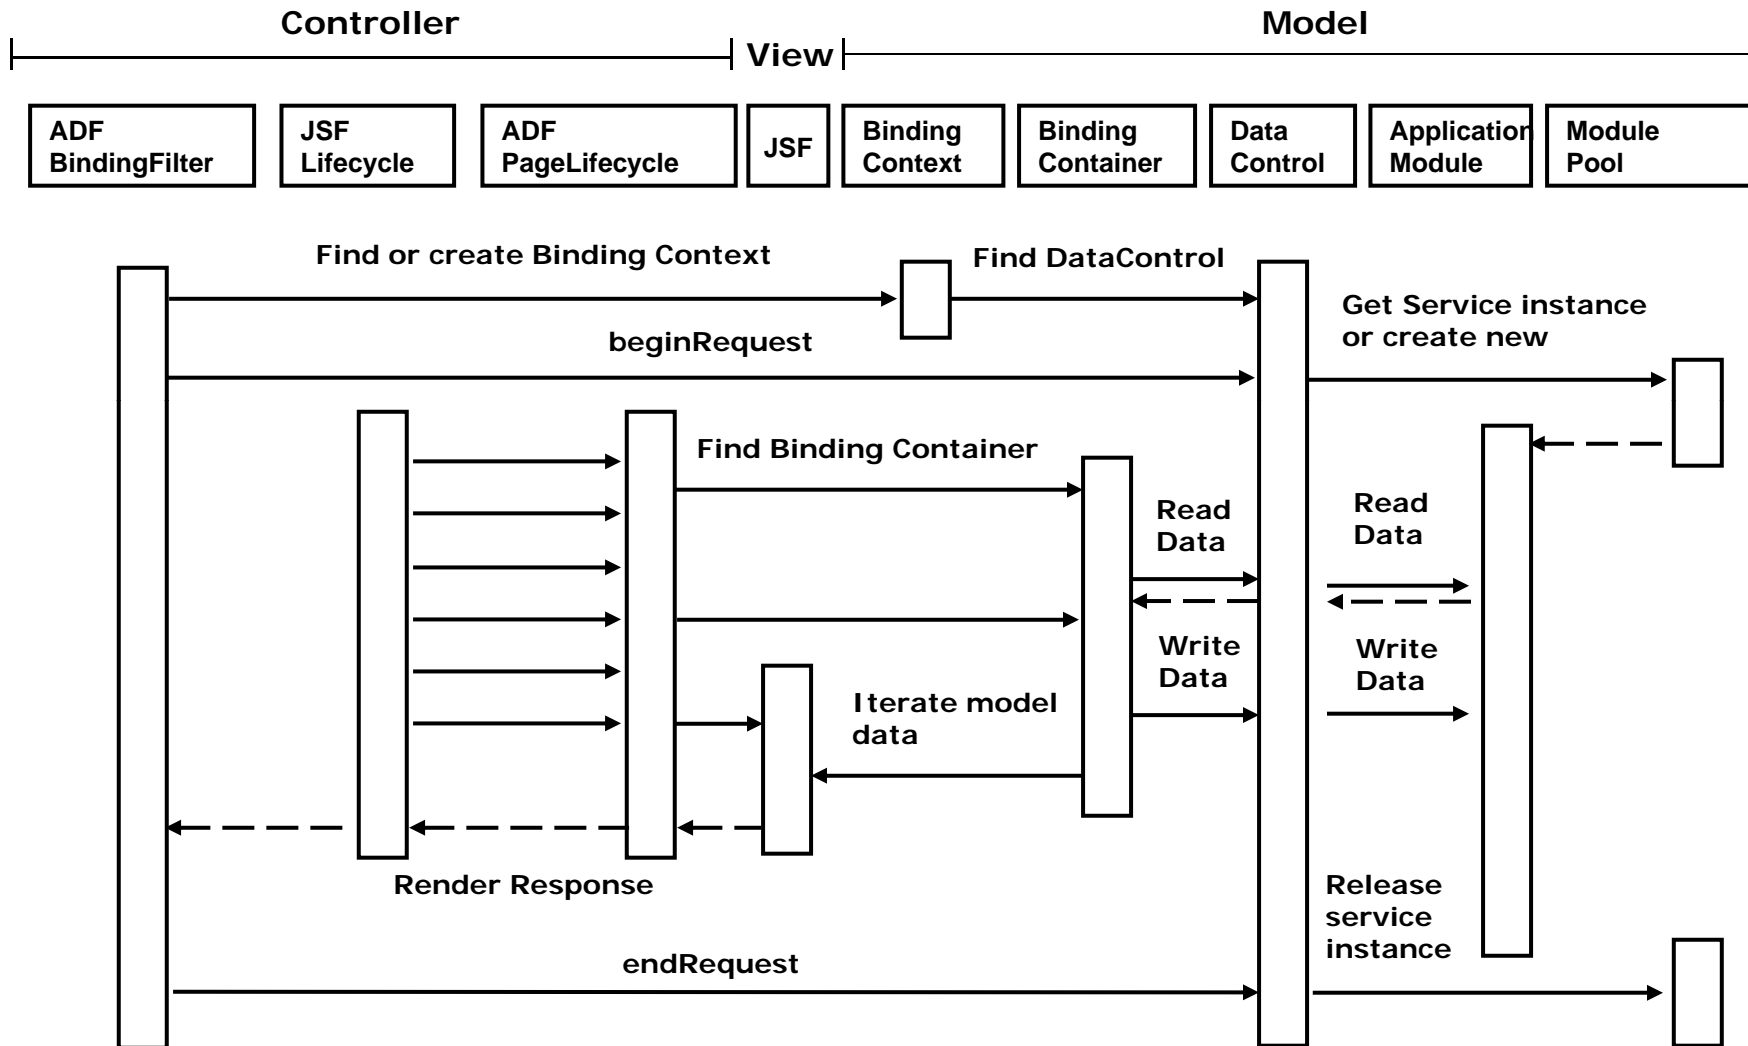 Controller
View
Model
ADF
BindingFilter
JSF
Lifecycle
ADF
PageLifecycle
JSF
Binding
Context
Binding
Container
Data
Control
Application
Module
Module
Pool
Find or create Binding Context
Find DataControl
Get Service instance
or create new
beginRequest
Find Binding Container
Read
Data
Read
Data
Write
Data
Write
Data
Iterate model
data
Render Response
Release
service
instance
endRequest